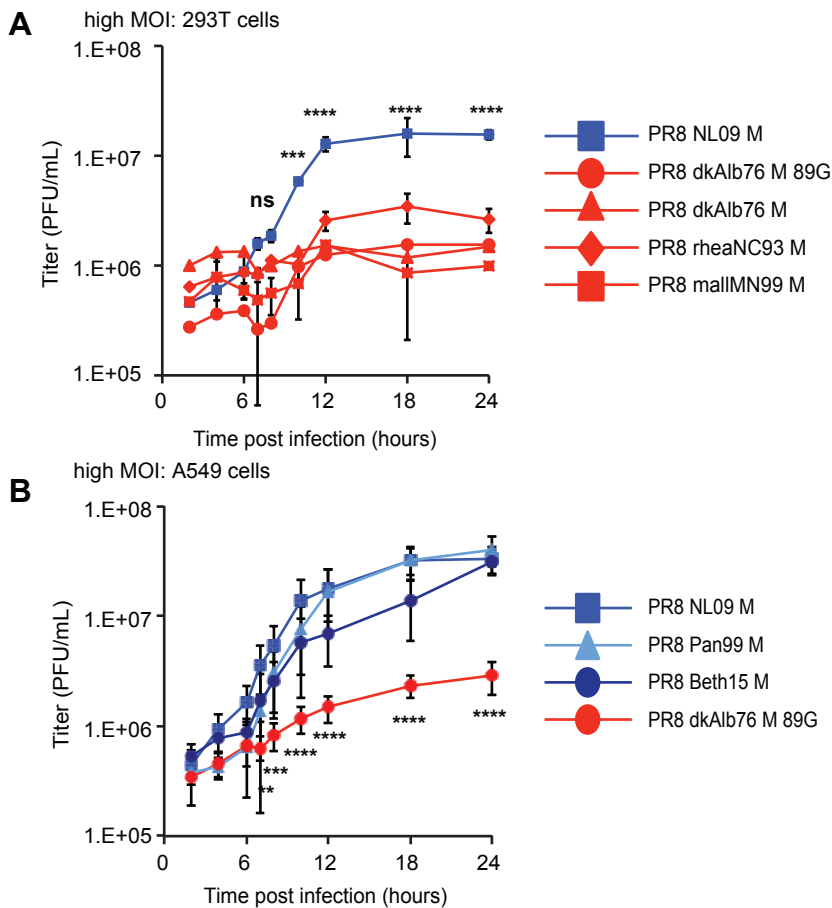 A
high MOI: 293T cells
1.E+08
1.E+07
1.E+06
1.E+05
Titer (PFU/mL)
ns
***
****
****
****
0
6
12
18
24
Time post infection (hours)
PR8 NL09 M
PR8 dkAlb76 M 89G
PR8 dkAlb76 M
PR8 rheaNC93 M
PR8 mallMN99 M
B
high MOI: A549 cells
1.E+08
1.E+07
1.E+06
1.E+05
Titer (PFU/mL)
**
***
****
****
****
****
0
6
12
18
24
Time post infection (hours)
PR8 NL09 M
PR8 Pan99 M
PR8 Beth15 M
PR8 dkAlb76 M 89G